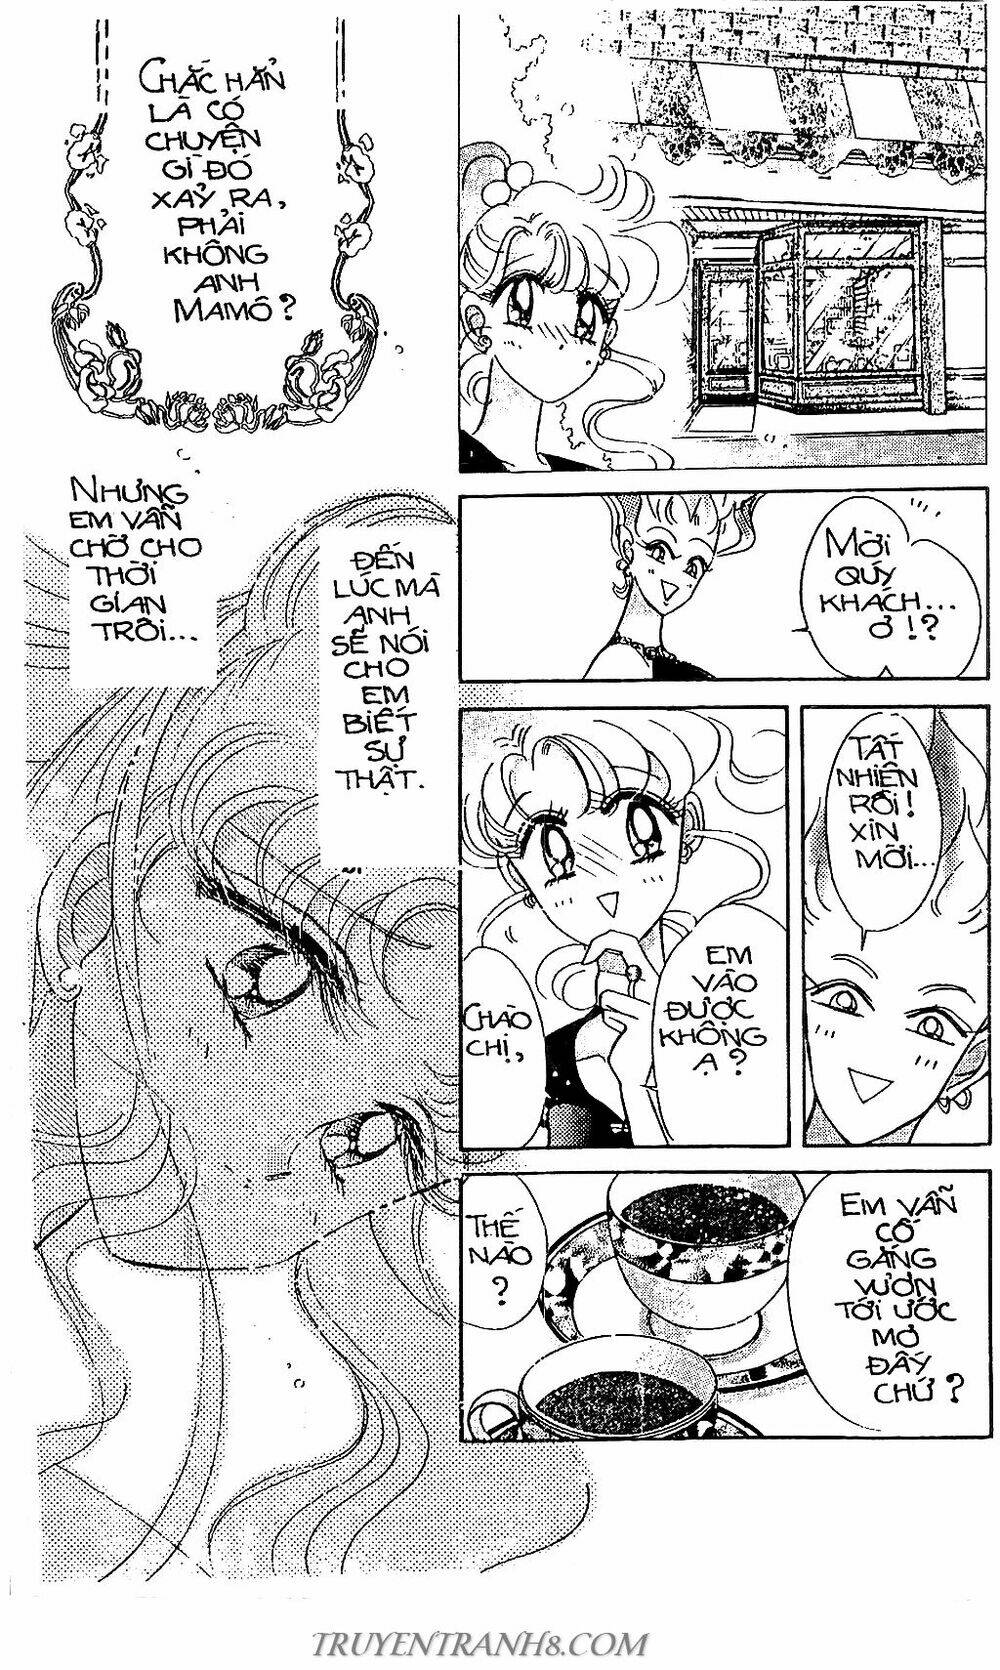 CHẮC HẲN
LÀ CÓ
CHUYỆN
GÌ ĐÓ
XẢY RA,
PHẢI
KHÔNG
ANH
MAMÔ?
NHƯNG
EM VẪN
CHỜ CHO
THỜI
GIAN
TRÔI...
ĐẾN
LÚC MÀ
ANH
SẼ NÓI
CHO
EM
BIẾT
SỰ
THẬT.
MỜI
QUÝ
KHÁCH...
Ơ!?
CHÀO
CHỊ,
EM
VÀO
ĐƯỢC
KHÔNG
Ạ?
TẤT
NHIÊN
RỒI!
XIN
MỜI...
THẾ
NÀO
?
EM VẪN
CỐ
GẮNG
VƯƠN
TỚI ƯỚC
MƠ
ĐẤY
CHỨ?
TRUYENTRANH8.COM